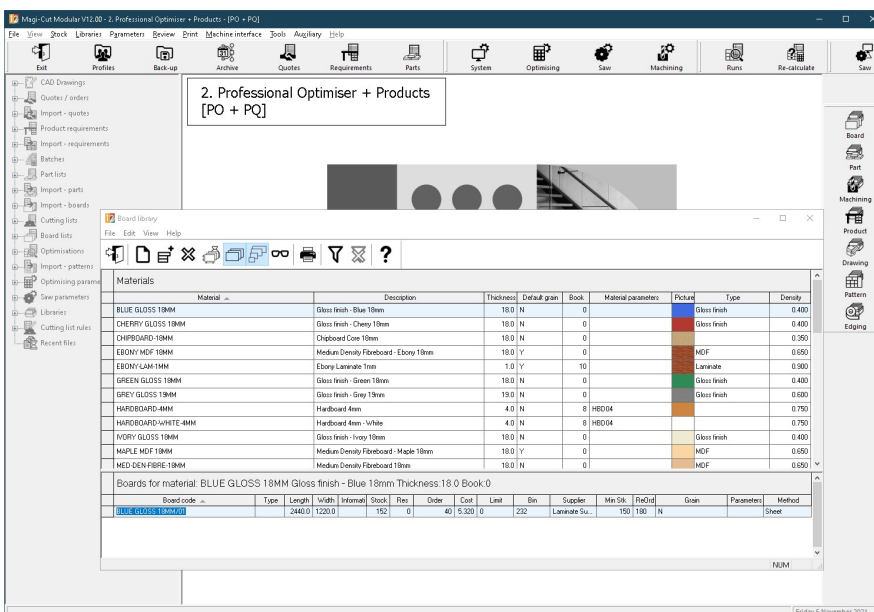 Magi-Cut Modular V12.00 - 2. Professional Optimiser + Products - [PO + PQ]
File View Stock Libraries Parameters Review Print Machine interface Tools Auxiliary Help
Exit Profiles Back-up Archive Quotes Requirements Parts System Optimising Saw Machining Runs Re-calculate Saw
CAD Drawings
Quotes / orders
Import - quotes
Product requirements
Import - requirements
Batches
Part lists
Import - parts
Import - boards
Cutting lists
Board lists
Optimisations
Import - patterns
Optimising parame
Saw parameters
Libraries
Cutting list rules
Recent files
2. Professional Optimiser + Products
[PO + PQ]
Board library
File Edit View Help
Materials
Material Description Thickness Default grain Book Material parameters Picture Type Density
BLUE GLOSS 18MM Gloss finish - Blue 18mm 18.0 N 0 Gloss finish 0.400
CHERRY GLOSS 18MM Gloss finish - Cherry 18mm 18.0 N 0 Gloss finish 0.400
CHIPBOARD-18MM Chipboard Core 18mm 18.0 N 0 0.350
EBONY MDF 18MM Medium Density Fibreboard - Ebony 18mm 18.0 Y 0 MDF 0.650
EBONY-LAM-1MM Ebony Laminate 1mm 1.0 Y 10 Laminate 0.900
GREEN GLOSS 18MM Gloss finish - Green 18mm 18.0 N 0 Gloss finish 0.400
GREY GLOSS 19MM Gloss finish - Grey 19mm 19.0 N 0 Gloss finish 0.600
HARDBOARD-4MM Hardboard 4mm 4.0 N 8 HBD04 0.750
HARDBOARD-WHITE-4MM Hardboard 4mm - White 4.0 N 8 HBD04 0.750
IVORY GLOSS 18MM Gloss finish - Ivory 18mm 18.0 N 0 Gloss finish 0.400
MAPLE MDF 18MM Medium Density Fibreboard - Maple 18mm 18.0 Y 0 MDF 0.650
MED-DEN-FIBRE-18MM Medium Density Fibreboard 18mm 18.0 N 0 MDF 0.650
Boards for material: BLUE GLOSS 18MM Gloss finish - Blue 18mm Thickness:18.0 Book:0
Board code Type Length Width Informati Stock Res Order Cost Limit Bin Supplier Min Stk ReOrd Grain Parameters Method
BLUE GLOSS 18MM/01 2440.0 1220.0 152 0 40 5.320 0 232 Laminate Su... 150 180 N Sheet
NUM
Board
Part
Machining
Product
Drawing
Pattern
Edging
Friday 5 November 2021